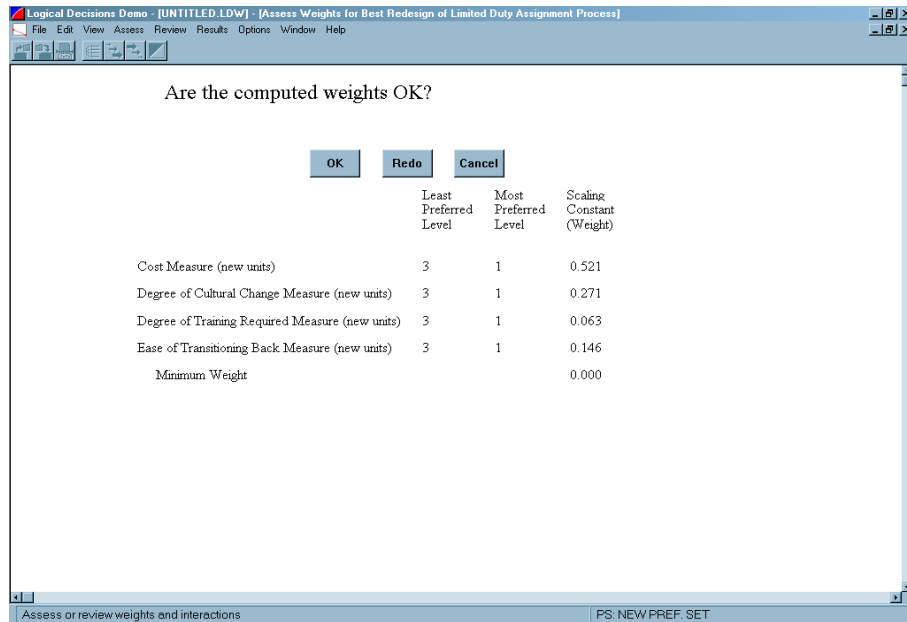 Logical Decisions Demo - [UNTITLED.LDW] - [Assess Weights for Best Redesign of Limited Duty Assignment Process]
File Edit View Assess Review Results Options Window Help
Are the computed weights OK?
OK Redo Cancel
Least Most Scaling
Preferred Preferred Constant
Level Level (Weight)
Cost Measure (new units) 3 1 0.521
Degree of Cultural Change Measure (new units) 3 1 0.271
Degree of Training Required Measure (new units) 3 1 0.063
Ease of Transitioning Back Measure (new units) 3 1 0.146
Minimum Weight 0.000
Assess or review weights and interactions PS: NEW PREF. SET